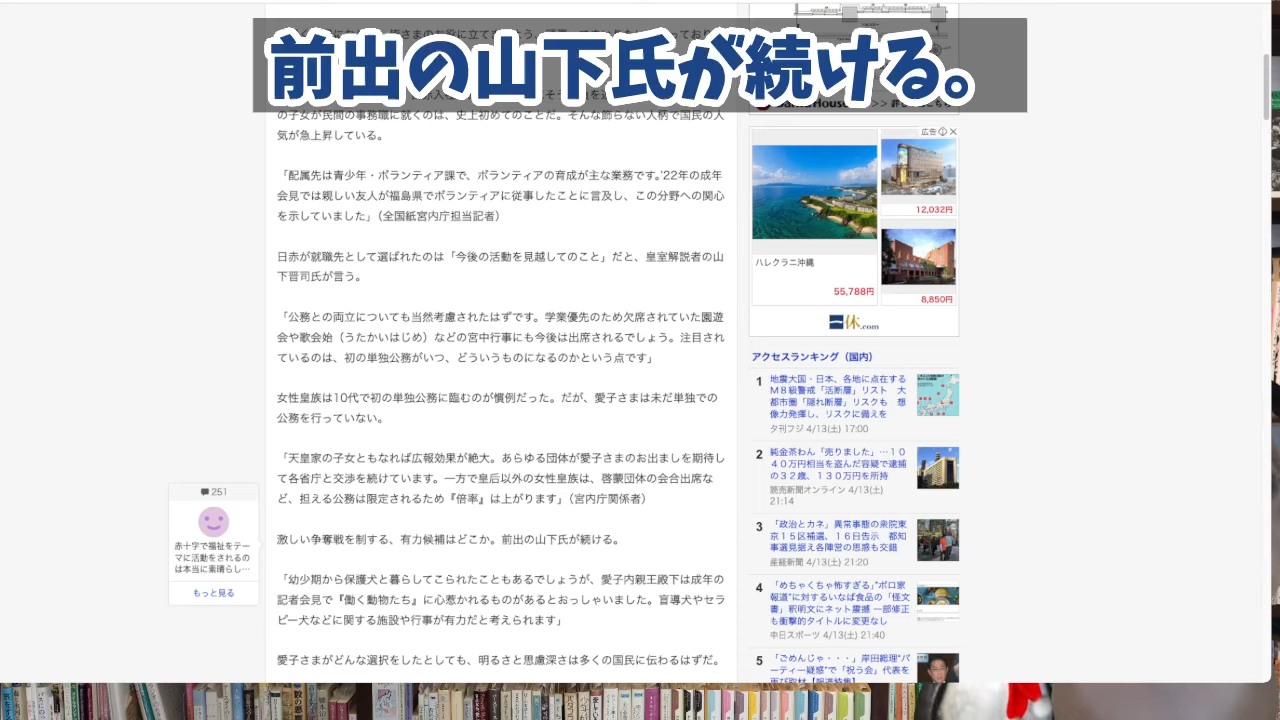 前出の山下氏が続ける。
の子女が民間の事務職に就くのは、史上初めてのことだ。そんな飾らない人柄で国民の人
気が急上昇している。
「配属先は青少年・ボランティア課で、ボランティアの育成が主な業務です。'22年の成年
会見では親しい友人が福島県でボランティアに従事したことに言及し、この分野への関心
を示していました」（全国紙宮内庁担当記者）
日赤が就職先として選ばれたのは「今後の活動を見越してのこと」だと、皇室解説者の山
下晋司氏が言う。
「公務との両立についても当然考慮されたはずです。学業優先のため欠席されていた園遊
会や歌会始（うたかいはじめ）などの宮中行事にも今後は出席されるでしょう。注目され
ているのは、初の単独公務がいつ、どういうものになるのかという点です」
女性皇族は10代で初の単独公務に臨むのが慣例だった。だが、愛子さまは未だ単独での
公務を行っていない。
「天皇家の子女ともなれば広報効果が絶大。あらゆる団体が愛子さまのお出ましを期待し
て各省庁と交渉を続けています。一方で皇后以外の女性皇族は、啓蒙団体の会合出席な
ど、担える公務は限定されるため『倍率』は上がります」（宮内庁関係者）
激しい争奪戦を制する、有力候補はどこか。前出の山下氏が続ける。
「幼少期から保護犬と暮らしてこられたこともあるでしょうが、愛子内親王殿下は成年の
記者会見で『働く動物たち』に心惹かれるものがあるとおっしゃいました。盲導犬やセラ
ピー犬などに関する施設や行事が有力だと考えられます」
愛子さまがどんな選択をしたとしても、明るさと思慮深さは多くの国民に伝わるはずだ。
251
赤十字で福祉をテー
マに活動をされるの
は本当に素晴らし…
もっと見る
広告
12,032円
ハレクラニ沖縄
55,788円
8,850円
一休.com
アクセスランキング（国内）
1
地震大国・日本、各地に点在する
Ｍ８級警戒「活断層」リスト　大
都市圏「隠れ断層」リスクも　想
像力発揮し、リスクに備えを
夕刊フジ 4/13(土) 17:00
2
純金茶わん「売りました」…１０
４０万円相当を盗んだ容疑で逮捕
の３２歳、１３０万円を所持
読売新聞オンライン 4/13(土)
21:14
3
「政治とカネ」異常事態の衆院東
京１５区補選、１６日告示　都知
事選見据え各陣営の思惑も交錯
産経新聞 4/13(土) 21:20
4
「めちゃくちゃ怖すぎる」“ボロ家
報道”に対するいなば食品の「怪文
書」釈明文にネット震撼 一部修正
も衝撃的タイトルに変更なし
中日スポーツ 4/13(土) 21:40
5
「ごめんじゃ・・・」岸田総理“パ
ーティー疑惑”で「祝う会」代表を
再び取材【報道特集】